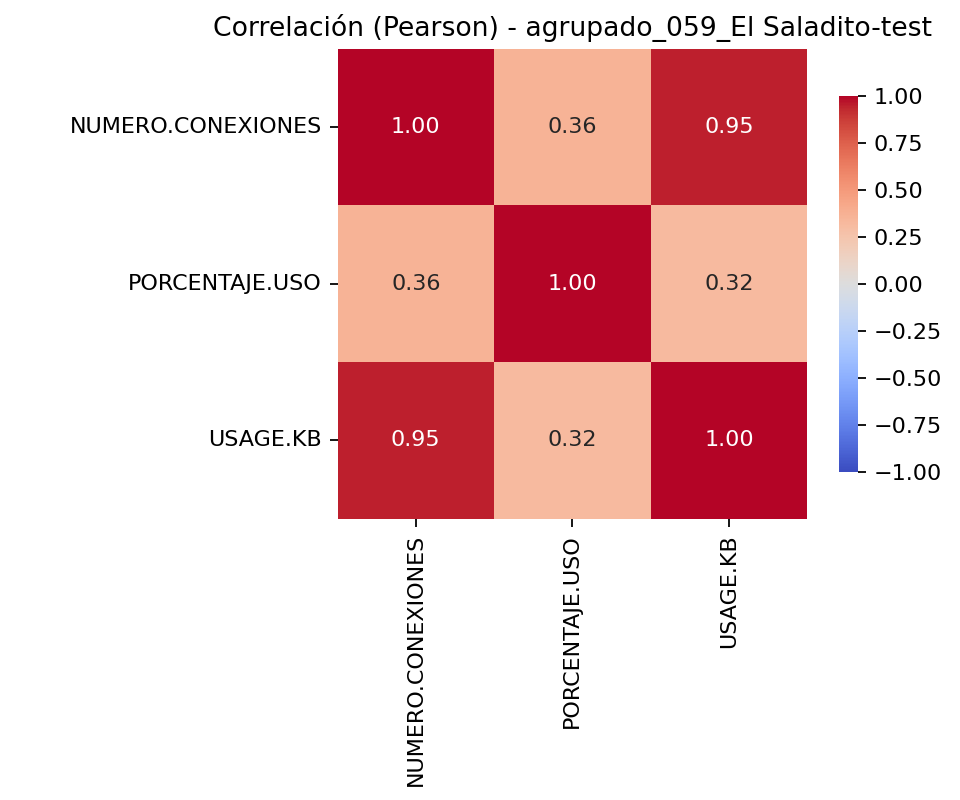 Correlación (Pearson) - agrupado_059_El Saladito-test
NUMERO.CONEXIONES
1.00
0.36
0.95
PORCENTAJE.USO
0.36
1.00
0.32
USAGE.KB
0.95
0.32
1.00
NUMERO.CONEXIONES
PORCENTAJE.USO
USAGE.KB
1.00
0.75
0.50
0.25
0.00
−0.25
−0.50
−0.75
−1.00